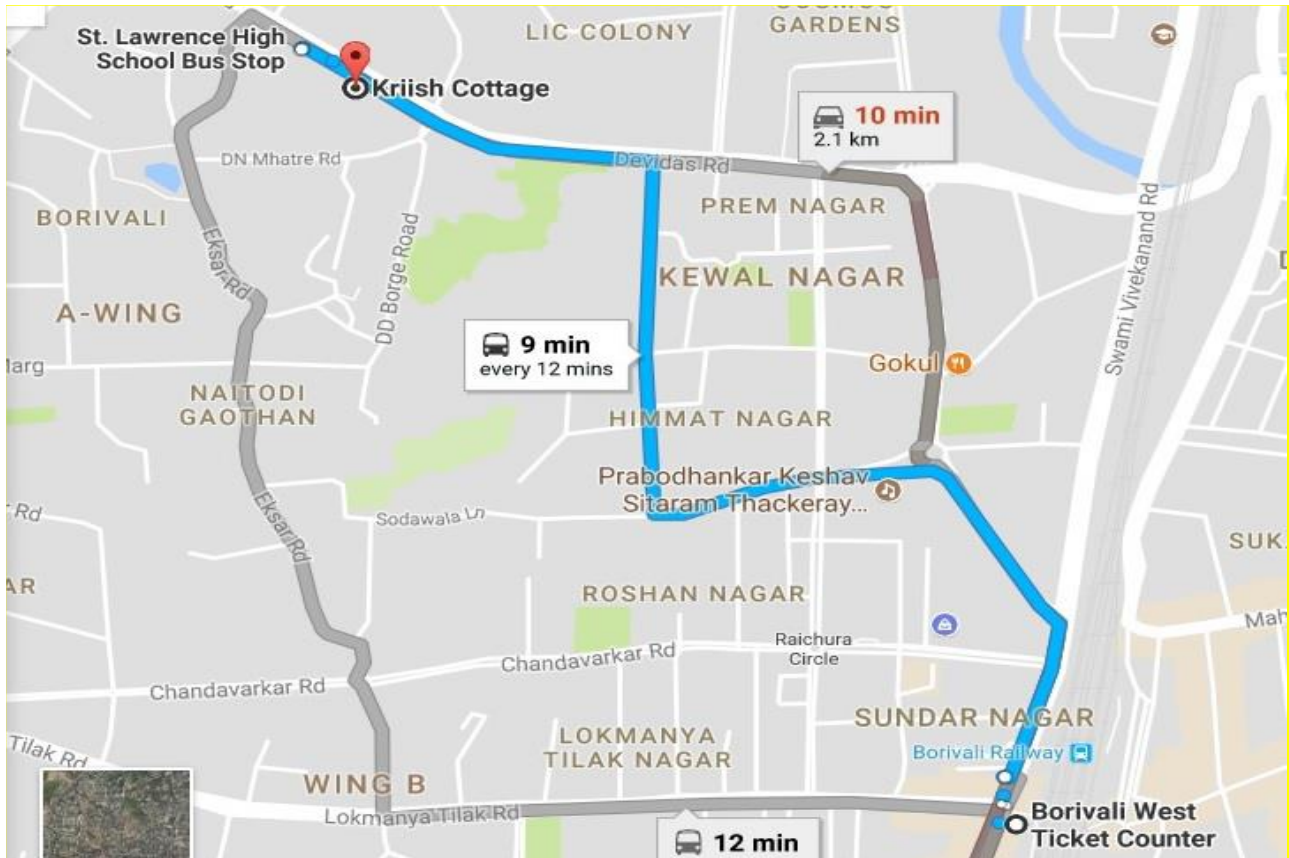 GARDENS
LIC COLONY
St. Lawrence High
School Bus Stop
Kriish Cottage
10 min
2.1 km
DN Mhatre Rd
Devidas Rd
PREM NAGAR
BORIVALI
Eksar Rd
DD Borge Road
KEWAL NAGAR
Swami Vivekanand Rd
A-WING
9 min
every 12 mins
Gokul
NAITODI
GAOTHAN
HIMMAT NAGAR
Prabodhankar Keshav
Sitaram Thackeray...
Rd
Sodawala Ln
Eksar Rd
ROSHAN NAGAR
Raichura
Circle
Chandavarkar Rd
Chandavarkar Rd
SUNDAR NAGAR
LOKMANYA
TILAK NAGAR
Borivali Railway
Tilak Rd
WING B
Lokmanya Tilak Rd
Borivali West
Ticket Counter
12 min